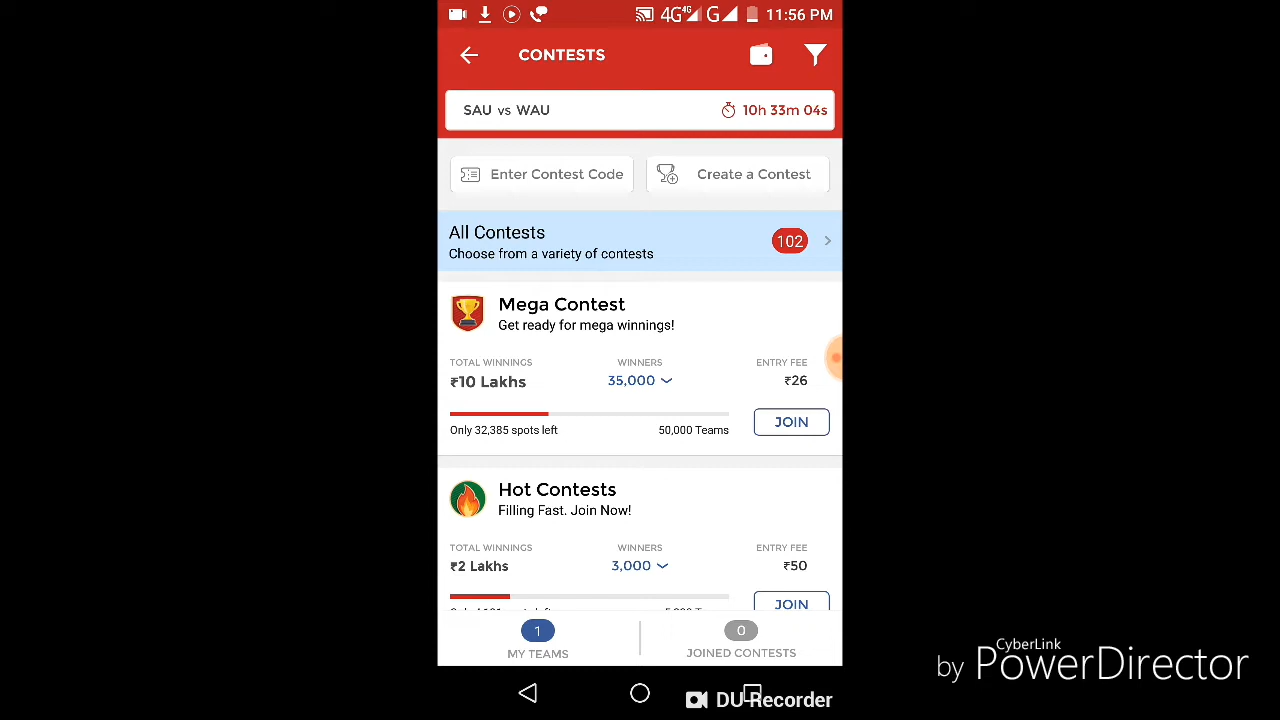 4G 4G G 11:56 PM
CONTESTS
SAU vs WAU 10h 33m 04s
Enter Contest Code Create a Contest
All Contests 102
Choose from a variety of contests
Mega Contest
Get ready for mega winnings!
TOTAL WINNINGS WINNERS ENTRY FEE
₹10 Lakhs 35,000 ₹26
Only 32,385 spots left 50,000 Teams JOIN
Hot Contests
Filling Fast. Join Now!
TOTAL WINNINGS WINNERS ENTRY FEE
₹2 Lakhs 3,000 ₹50
JOIN
1 0
MY TEAMS JOINED CONTESTS
CyberLink
by PowerDirector
DU Recorder